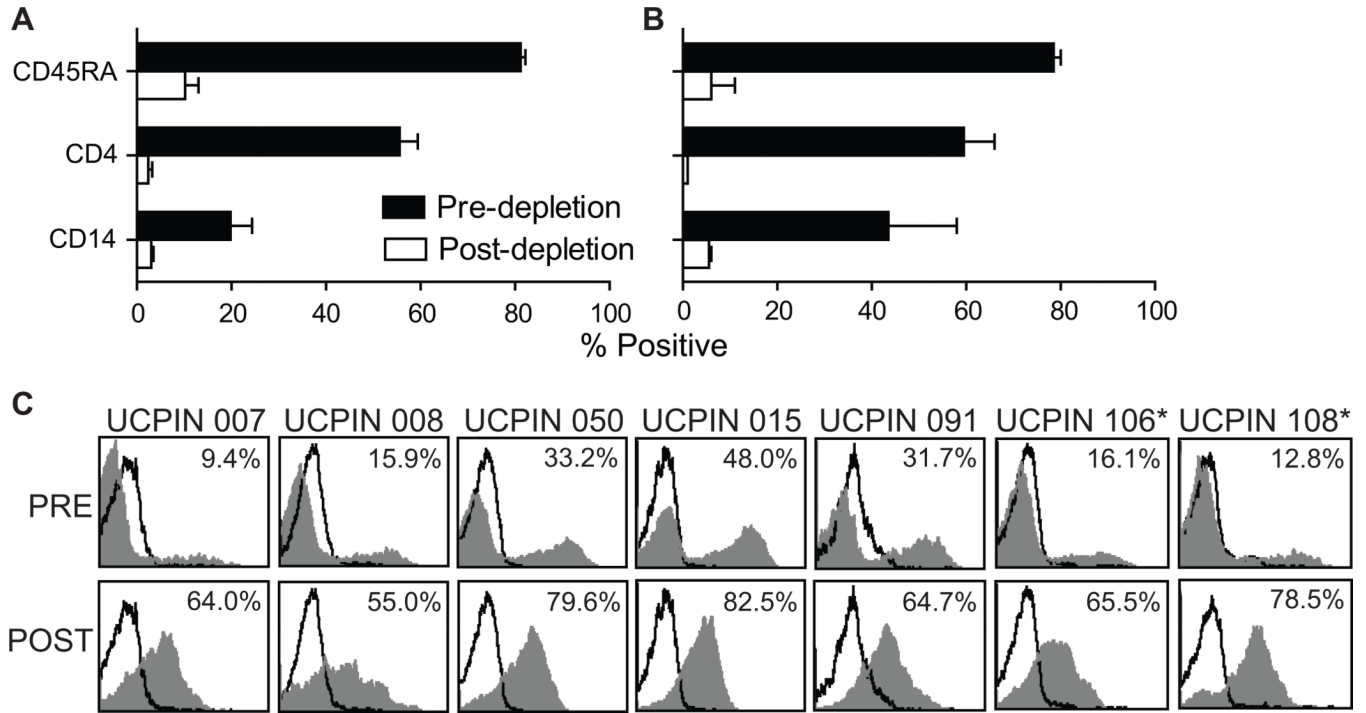 A B
CD45RA
CD4
CD14
Pre-depletion
Post-depletion
0 20 40 60 80 100 0 20 40 60 80 100
% Positive
C
UCPIN 007 UCPIN 008 UCPIN 050 UCPIN 015 UCPIN 091 UCPIN 106* UCPIN 108*
PRE 9.4% 15.9% 33.2% 48.0% 31.7% 16.1% 12.8%
POST 64.0% 55.0% 79.6% 82.5% 64.7% 65.5% 78.5%